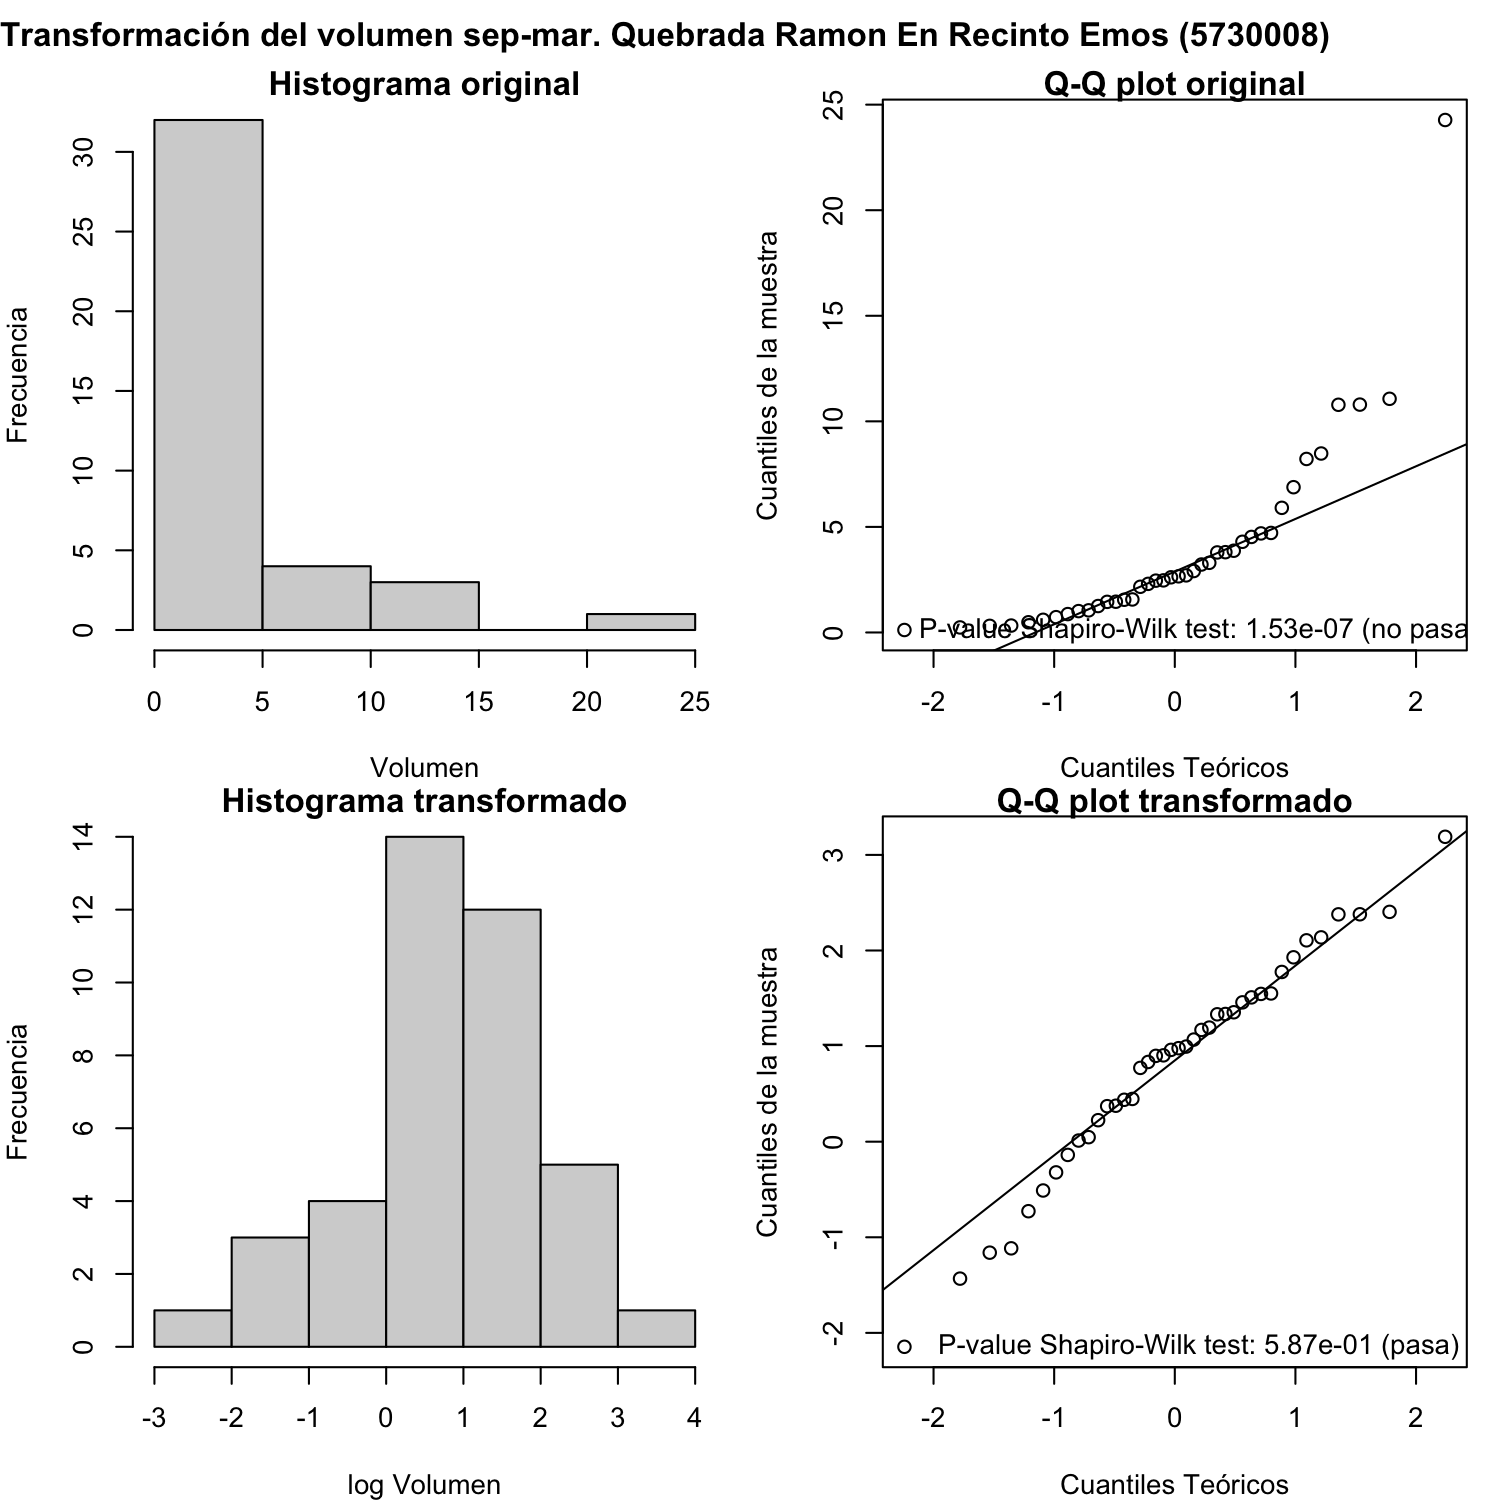 Transformación del volumen sep-mar. Quebrada Ramon En Recinto Emos (5730008)
Histograma original
Frecuencia
30
25
20
15
10
5
0
0 5 10 15 20 25
Volumen
Q-Q plot original
Cuantiles de la muestra
25
20
15
10
5
0
P-value Shapiro-Wilk test: 1.53e-07 (no pasa
-2 -1 0 1 2
Cuantiles Teóricos
Histograma transformado
Frecuencia
14
12
10
8
6
4
2
0
-3 -2 -1 0 1 2 3 4
log Volumen
Q-Q plot transformado
Cuantiles de la muestra
3
2
1
0
-1
-2
P-value Shapiro-Wilk test: 5.87e-01 (pasa)
-2 -1 0 1 2
Cuantiles Teóricos